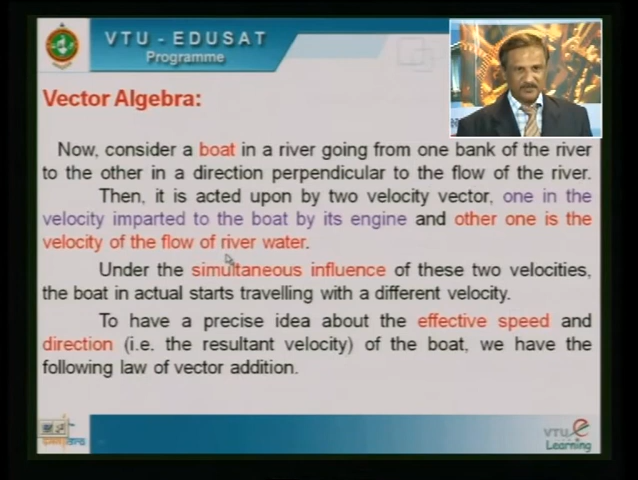 VTU - EDUSAT
Programme
Vector Algebra:
Now, consider a boat in a river going from one bank of the river
to the other in a direction perpendicular to the flow of the river.
Then, it is acted upon by two velocity vector, one in the
velocity imparted to the boat by its engine and other one is the
velocity of the flow of river water.
Under the simultaneous influence of these two velocities,
the boat in actual starts travelling with a different velocity.
To have a precise idea about the effective speed and
direction (i.e. the resultant velocity) of the boat, we have the
following law of vector addition.
VTU e
Learning